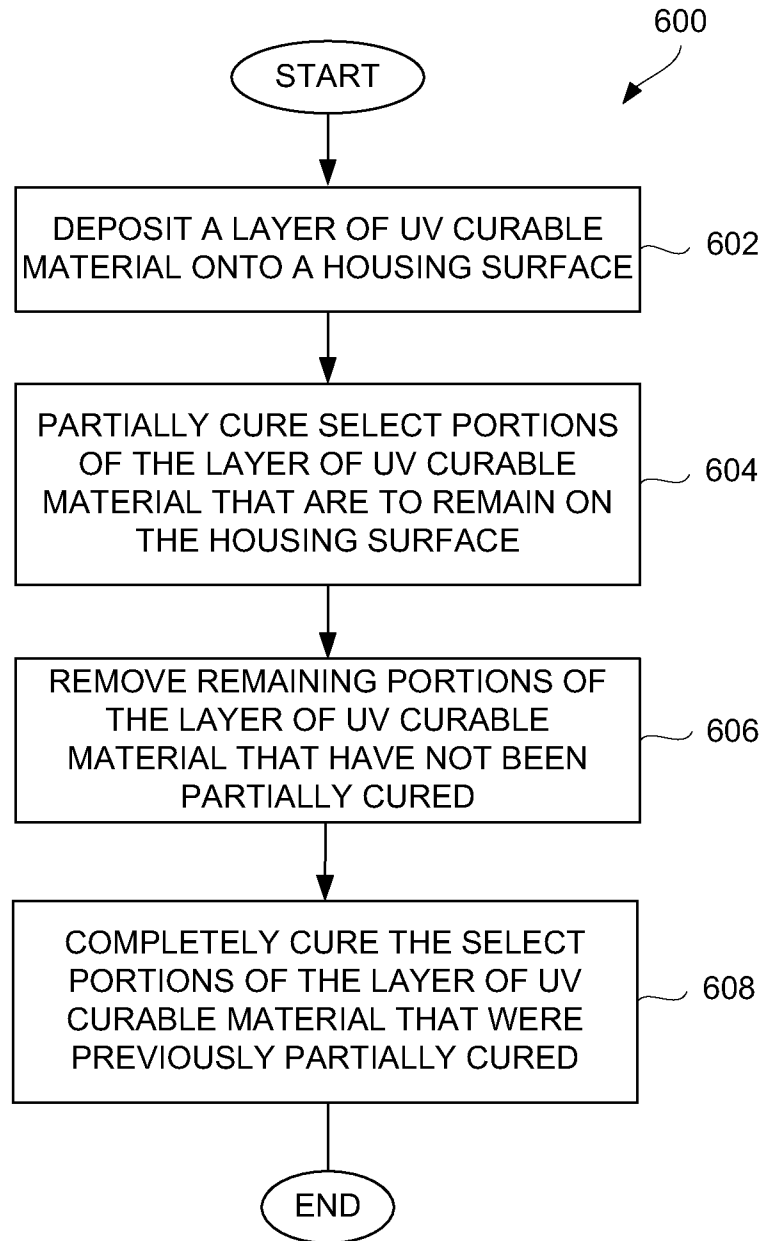 600
START
DEPOSIT A LAYER OF UV CURABLE
MATERIAL ONTO A HOUSING SURFACE
602
PARTIALLY CURE SELECT PORTIONS
OF THE LAYER OF UV CURABLE
MATERIAL THAT ARE TO REMAIN ON
THE HOUSING SURFACE
604
REMOVE REMAINING PORTIONS OF
THE LAYER OF UV CURABLE
MATERIAL THAT HAVE NOT BEEN
PARTIALLY CURED
606
COMPLETELY CURE THE SELECT
PORTIONS OF THE LAYER OF UV
CURABLE MATERIAL THAT WERE
PREVIOUSLY PARTIALLY CURED
608
END